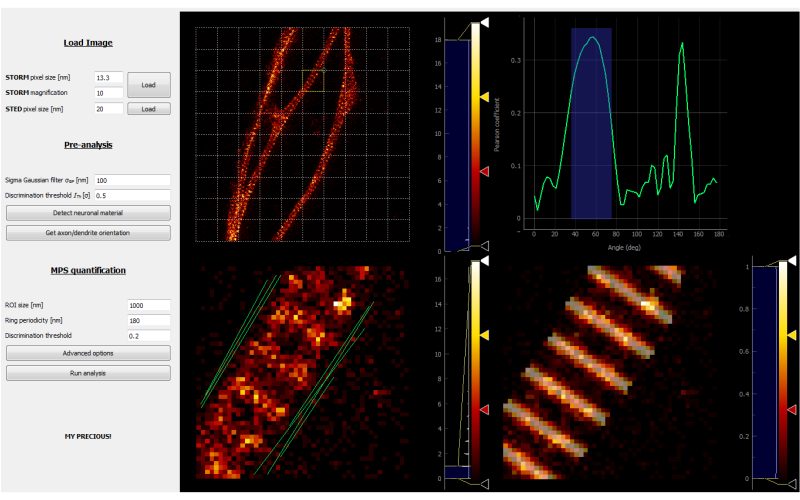 Load Image
STORM pixel size [nm] 13.3 Load
STORM magnification 10
STED pixel size [nm] 20 Load
Pre-analysis
Sigma Gaussian filter σGF [nm] 100
Discrimination threshold ITH [σ] 0.5
Detect neuronal material
Get axon/dendrite orientation
MPS quantification
ROI size [nm] 1000
Ring periodicity [nm] 180
Discrimination threshold 0.2
Advanced options
Run analysis
MY PRECIOUS!
18
16
14
12
10
8
6
4
2
0
Pearson coefficient
0.3
0.2
0.1
0
0 20 40 60 80 100 120 140 160 180
Angle (deg)
16
14
12
10
8
6
4
2
0
1
0.8
0.6
0.4
0.2
0